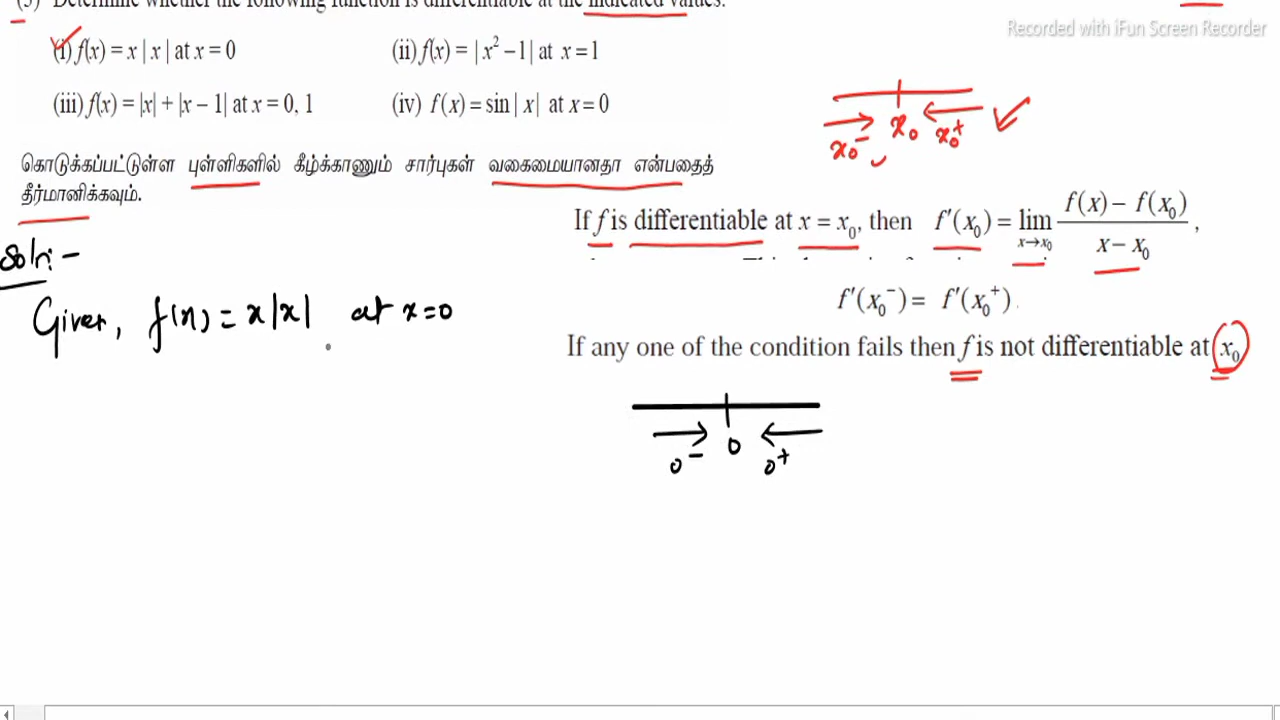 Recorded with iFun Screen Recorder
(3) Determine whether the following function is differentiable at the indicated values.
(i) f(x) = x | x | at x = 0 (ii) f(x) = | x² − 1 | at x = 1
(iii) f(x) = |x| + |x − 1| at x = 0, 1 (iv) f(x) = sin | x | at x = 0
x₀⁻ x₀ x₀⁺
கொடுக்கப்பட்டுள்ள புள்ளிகளில் கீழ்க்காணும் சார்புகள் வகைமையானதா என்பதைத்
தீர்மானிக்கவும்.
If f is differentiable at x = x₀, then f′(x₀) = lim x→x₀ f(x) − f(x₀) / x − x₀ ,
Soln: −
f′(x₀⁻) = f′(x₀⁺).
Given, f(x) = x|x| at x = 0
If any one of the condition fails then f is not differentiable at x₀
0⁻ 0 0⁺